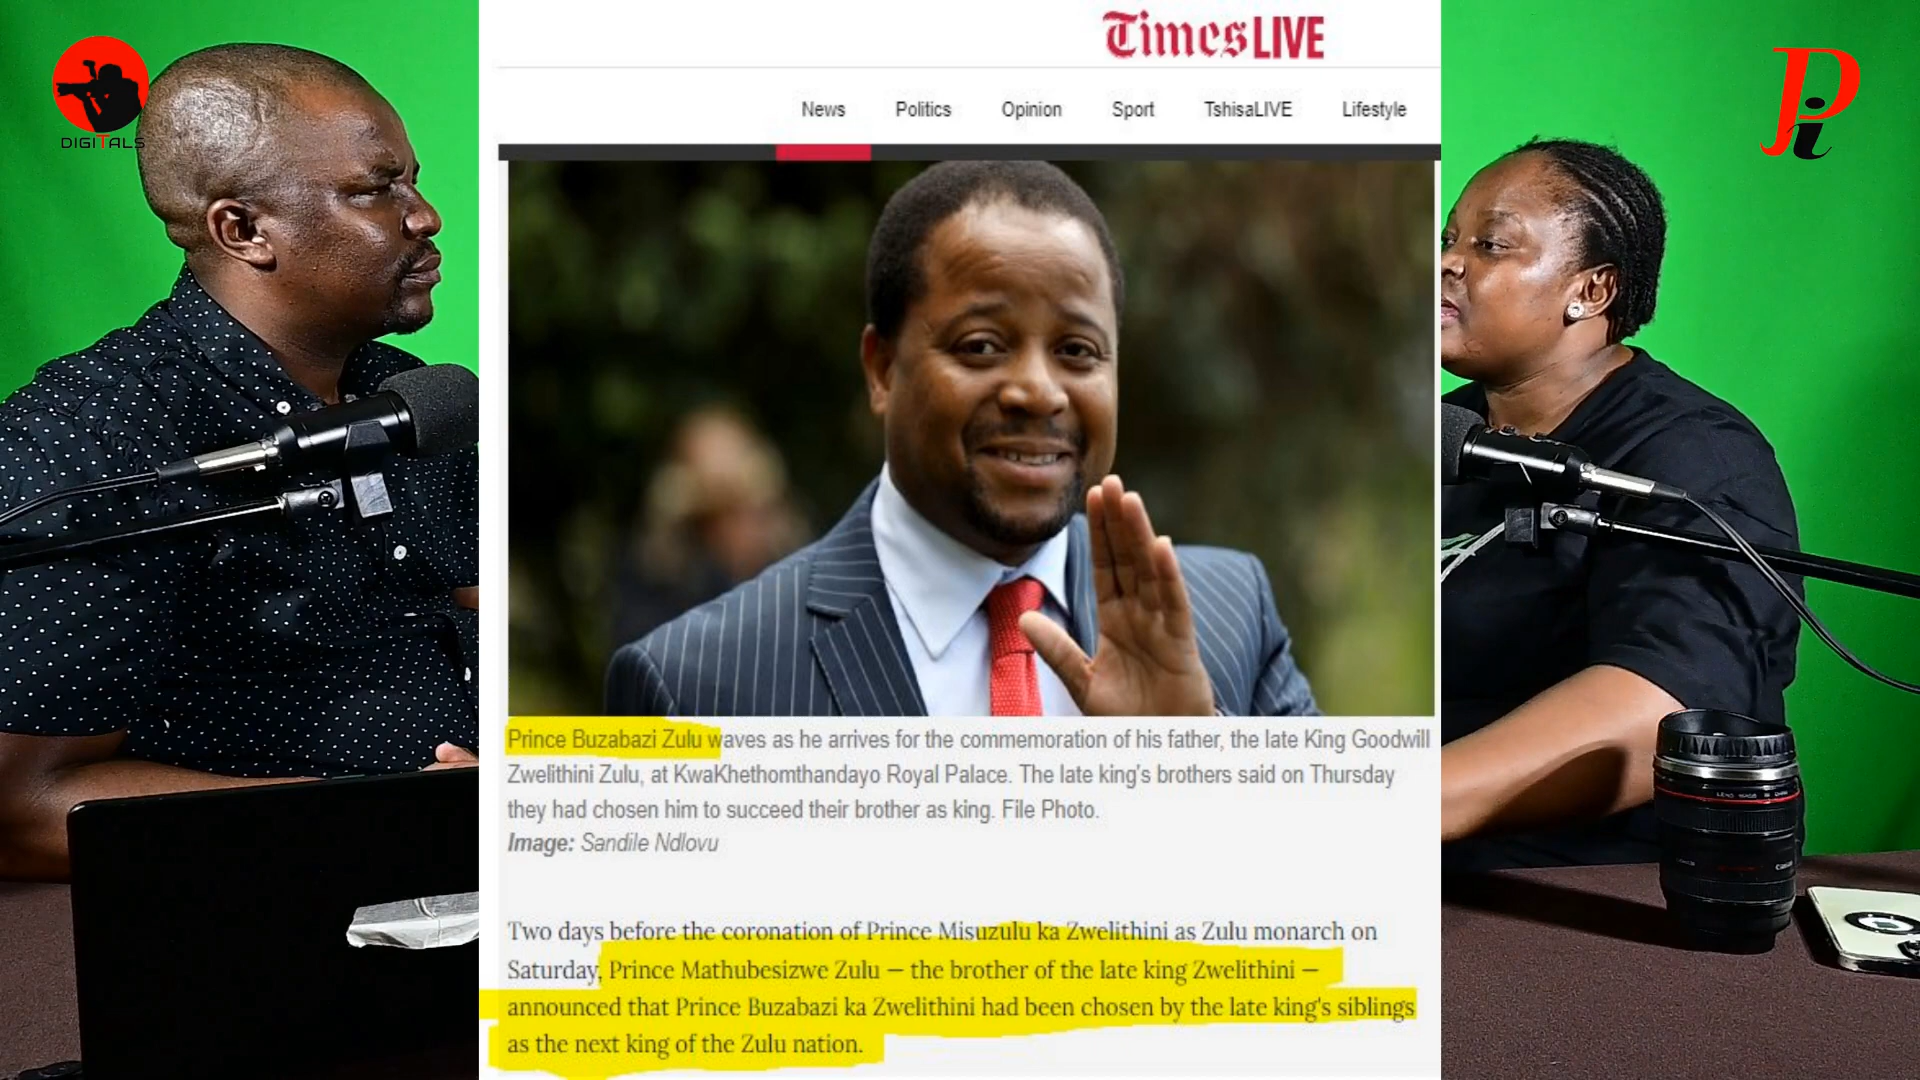 DIGITALS
Pi
TimesLIVE
News Politics Opinion Sport TshisaLIVE Lifestyle
Prince Buzabazi Zulu waves as he arrives for the commemoration of his father, the late King Goodwill
Zwelithini Zulu, at KwaKhethomthandayo Royal Palace. The late king's brothers said on Thursday
they had chosen him to succeed their brother as king. File Photo.
Image: Sandile Ndlovu
Two days before the coronation of Prince Misuzulu ka Zwelithini as Zulu monarch on
Saturday, Prince Mathubesizwe Zulu — the brother of the late king Zwelithini —
announced that Prince Buzabazi ka Zwelithini had been chosen by the late king's siblings
as the next king of the Zulu nation.
Canon